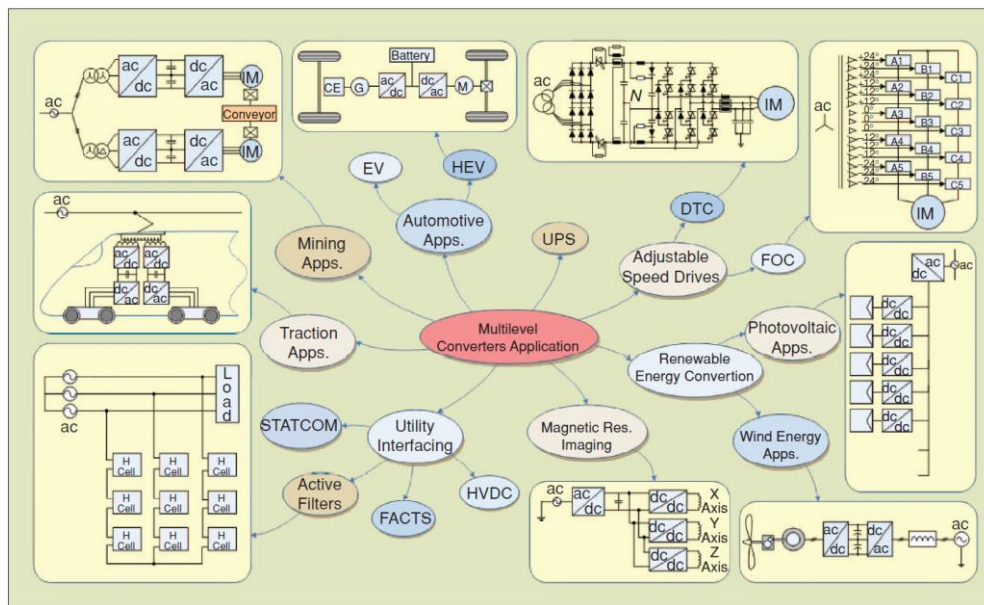 ac
ac
dc
dc
ac
IM
Conveyor
ac
dc
dc
ac
IM
Battery
CE
G
ac
dc
dc
ac
M
ac
N
IM
ac
24°
24°
24°
12°
12°
12°
0°
0°
0°
12°
12°
12°
24°
24°
24°
A1
B1
C1
A2
B2
C2
A3
B3
C3
A4
B4
C4
A5
B5
C5
IM
EV
HEV
Automotive
Apps.
Mining
Apps.
UPS
DTC
Adjustable
Speed Drives
FOC
ac
ac
dc
ac
dc
dc
ac
dc
ac
Traction
Apps.
Multilevel
Converters Application
Renewable
Energy Convertion
Photovoltaic
Apps.
Wind Energy
Apps.
ac
dc
ac
dc
dc
dc
dc
dc
dc
dc
dc
dc
dc
ac
Load
H
Cell
H
Cell
H
Cell
H
Cell
H
Cell
H
Cell
H
Cell
H
Cell
H
Cell
STATCOM
Utility
Interfacing
Active
Filters
FACTS
HVDC
Magnetic Res.
Imaging
ac
ac
dc
dc
dc
X
Axis
dc
dc
Y
Axis
dc
dc
Z
Axis
ac
dc
dc
ac
ac